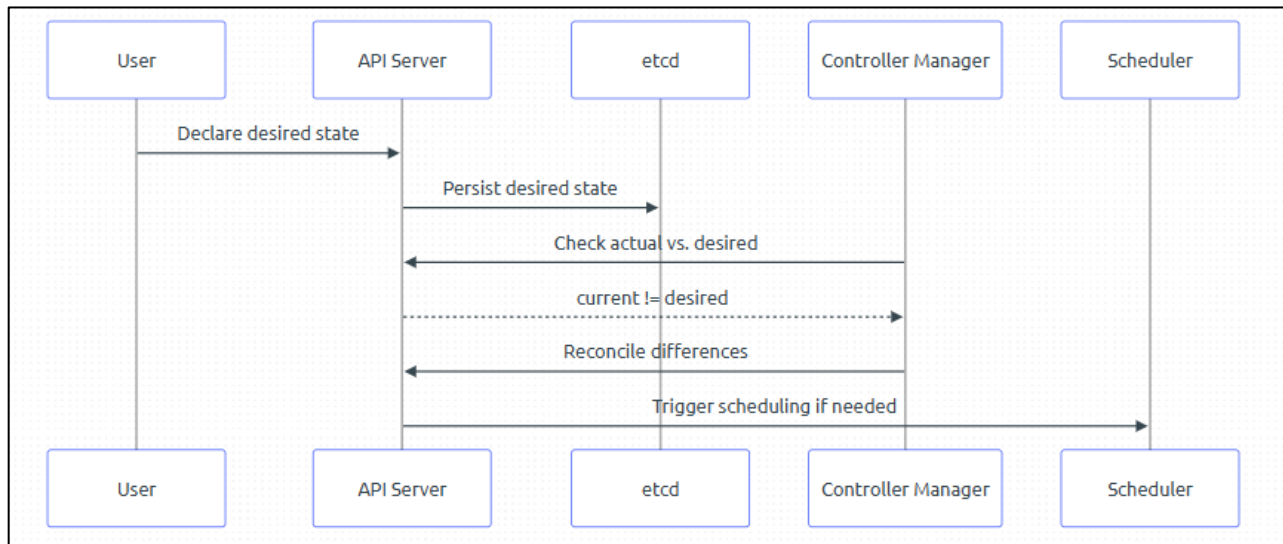 User
API Server
etcd
Controller Manager
Scheduler
Declare desired state
Persist desired state
Check actual vs. desired
current != desired
Reconcile differences
Trigger scheduling if needed
User
API Server
etcd
Controller Manager
Scheduler